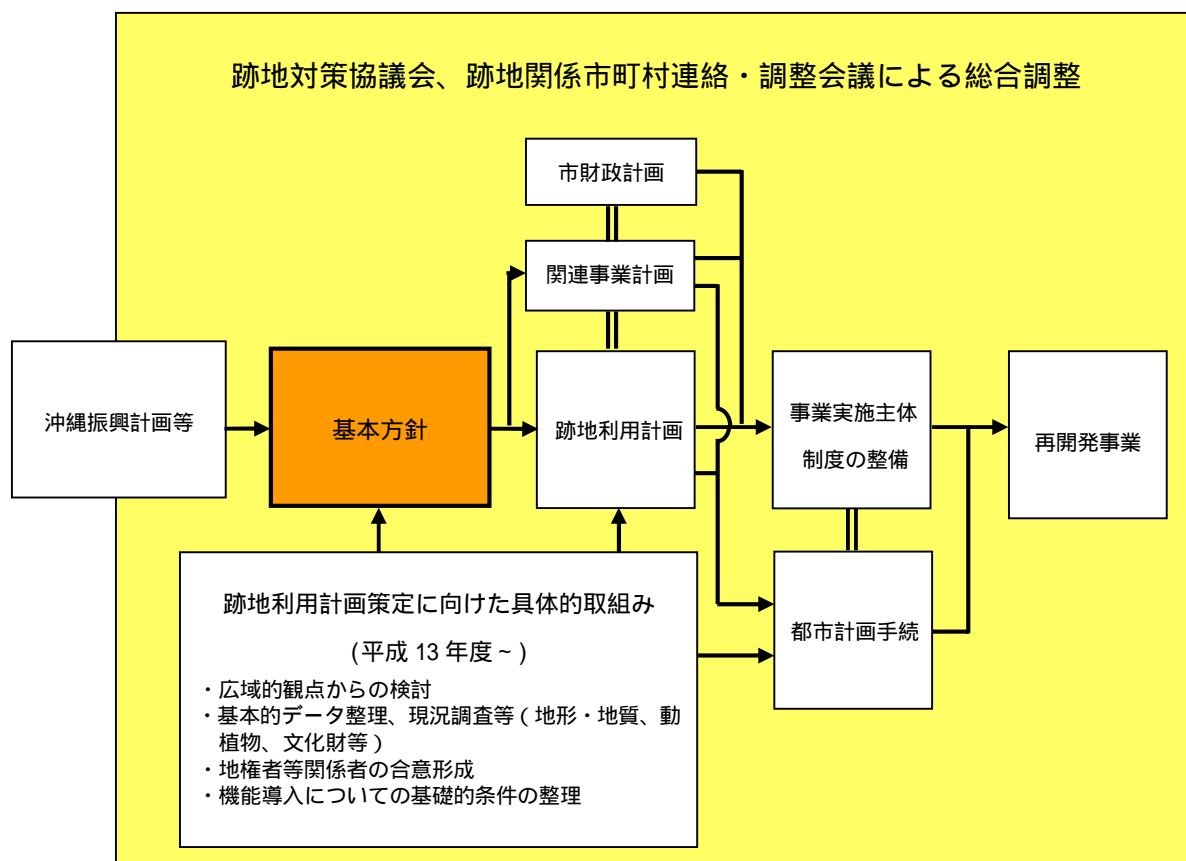 跡地対策協議会、跡地関係市町村連絡・調整会議による総合調整
市財政計画
関連事業計画
沖縄振興計画等
基本方針
跡地利用計画
事業実施主体
制度の整備
再開発事業
跡地利用計画策定に向けた具体的取組み
(平成 13 年度~)
・広域的観点からの検討
・基本的データ整理、現況調査等(地形・地質、動
植物、文化財等)
・地権者等関係者の合意形成
・機能導入についての基礎的条件の整理
都市計画手続